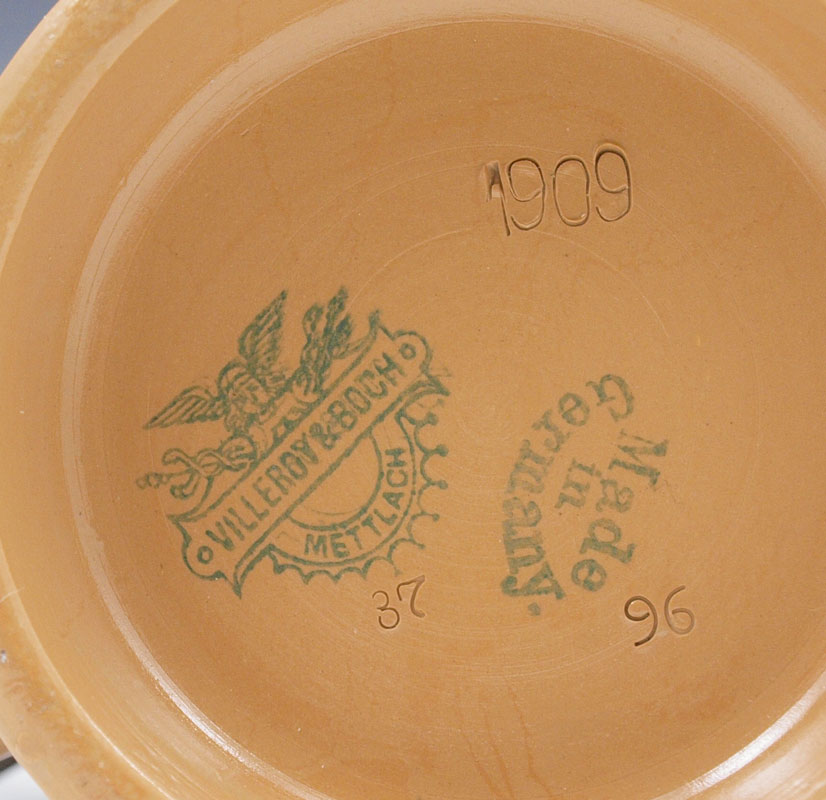 1909
VILLEROY & BOCH
METTLACH
Made
in
Germany.
37
96